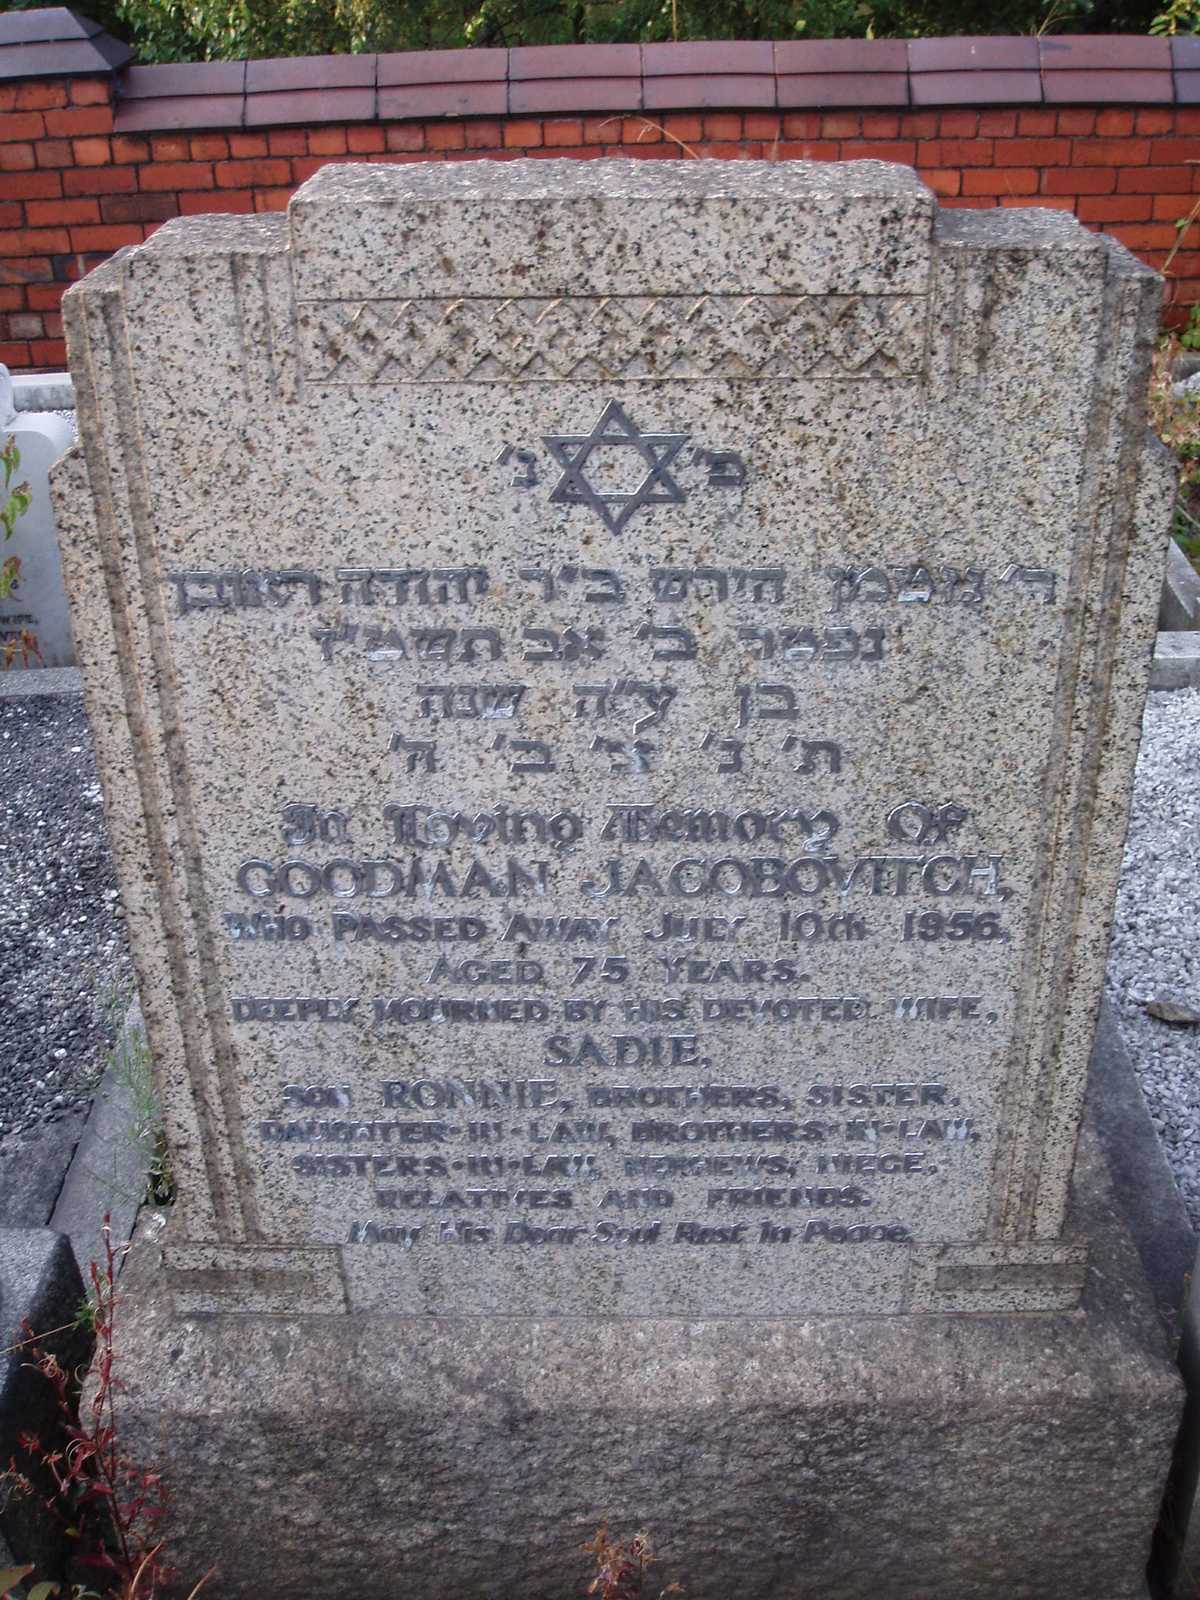 פ' נ'
ר' גוטמן הירש ב"ר יהודה ראובן
נפטר ב' אב תשט"ז
בן ע"ה שנה
ת' נ' צ' ב' ה'
In Loving Memory Of
GOODMAN JACOBOVITCH,
WHO PASSED AWAY JULY 10TH 1956,
AGED 75 YEARS.
DEEPLY MOURNED BY HIS DEVOTED WIFE,
SADIE,
SON RONNIE, BROTHERS, SISTER,
DAUGHTER-IN-LAW, BROTHERS-IN-LAW,
SISTERS-IN-LAW, NEPHEWS, NIECE,
RELATIVES AND FRIENDS.
May His Dear Soul Rest In Peace.
WIFE,